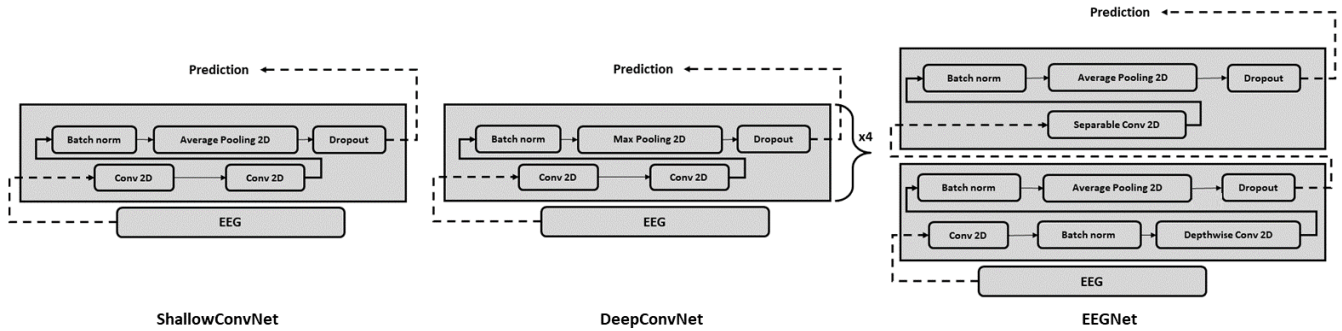 Prediction
Batch norm
Average Pooling 2D
Dropout
Conv 2D
Conv 2D
EEG
ShallowConvNet
Prediction
Batch norm
Max Pooling 2D
Dropout
x4
Conv 2D
Conv 2D
EEG
DeepConvNet
Prediction
Batch norm
Average Pooling 2D
Dropout
Separable Conv 2D
Batch norm
Average Pooling 2D
Dropout
Conv 2D
Batch norm
Depthwise Conv 2D
EEG
EEGNet